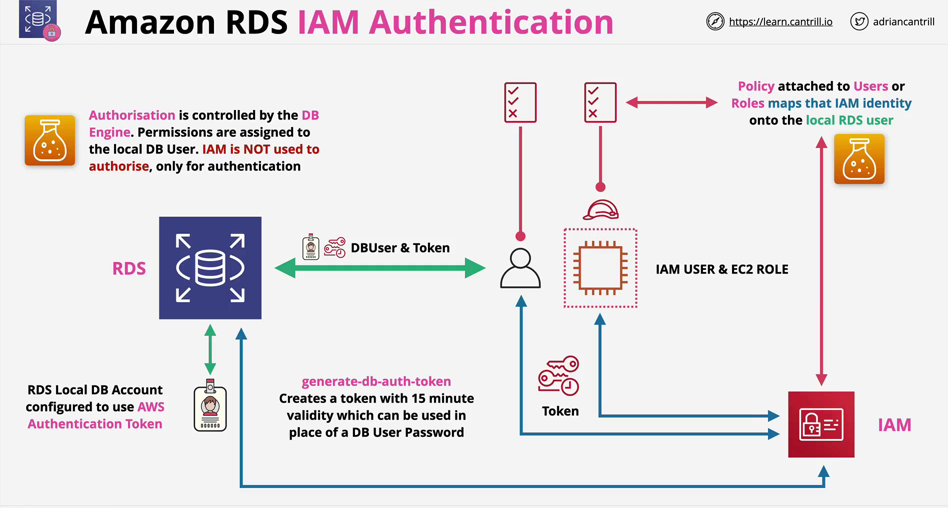 Amazon RDS IAM Authentication
https://learn.cantrill.io
adriancantrill
Authorisation is controlled by the DB
Engine. Permissions are assigned to
the local DB User. IAM is NOT used to
authorise, only for authentication
Policy attached to Users or
Roles maps that IAM identity
onto the local RDS user
DBUser & Token
RDS
IAM USER & EC2 ROLE
RDS Local DB Account
configured to use AWS
Authentication Token
generate-db-auth-token
Creates a token with 15 minute
validity which can be used in
place of a DB User Password
Token
IAM